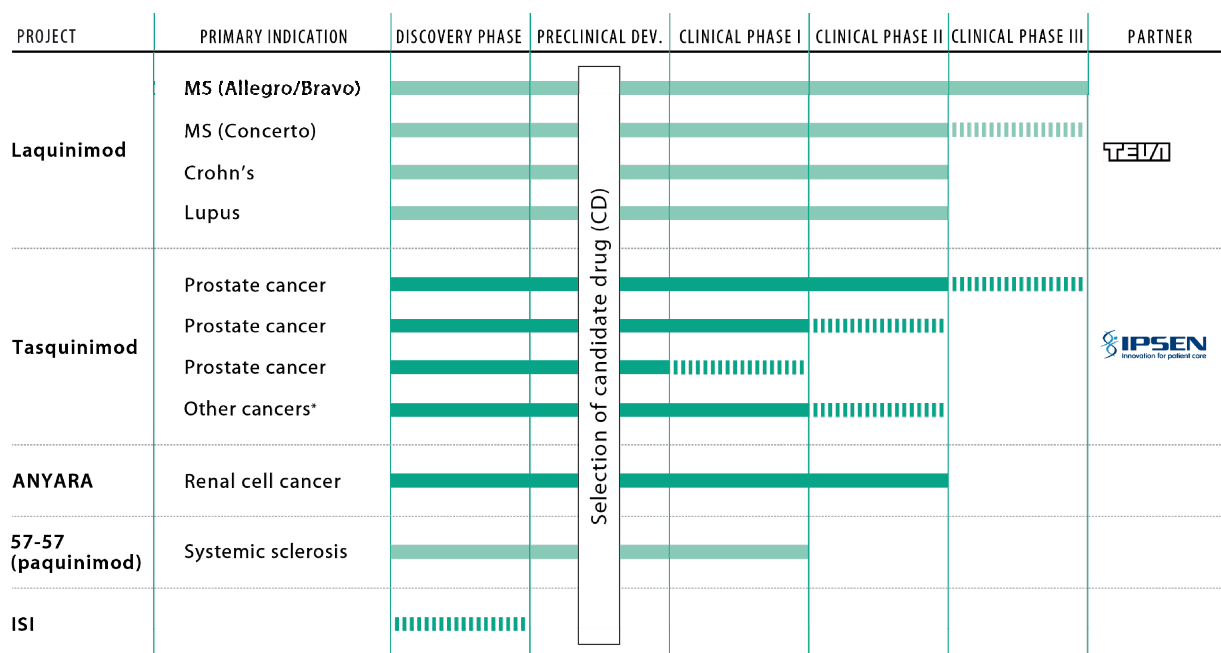 PROJECT PRIMARY INDICATION DISCOVERY PHASE PRECLINICAL DEV. CLINICAL PHASE I CLINICAL PHASE II CLINICAL PHASE III PARTNER
Laquinimod
MS (Allegro/Bravo)
MS (Concerto)
Crohn’s
Lupus
TEVA
Selection of candidate drug (CD)
Tasquinimod
Prostate cancer
Prostate cancer
Prostate cancer
Other cancers*
IPSEN
Innovation for patient care
ANYARA Renal cell cancer
57-57
(paquinimod)
Systemic sclerosis
ISI